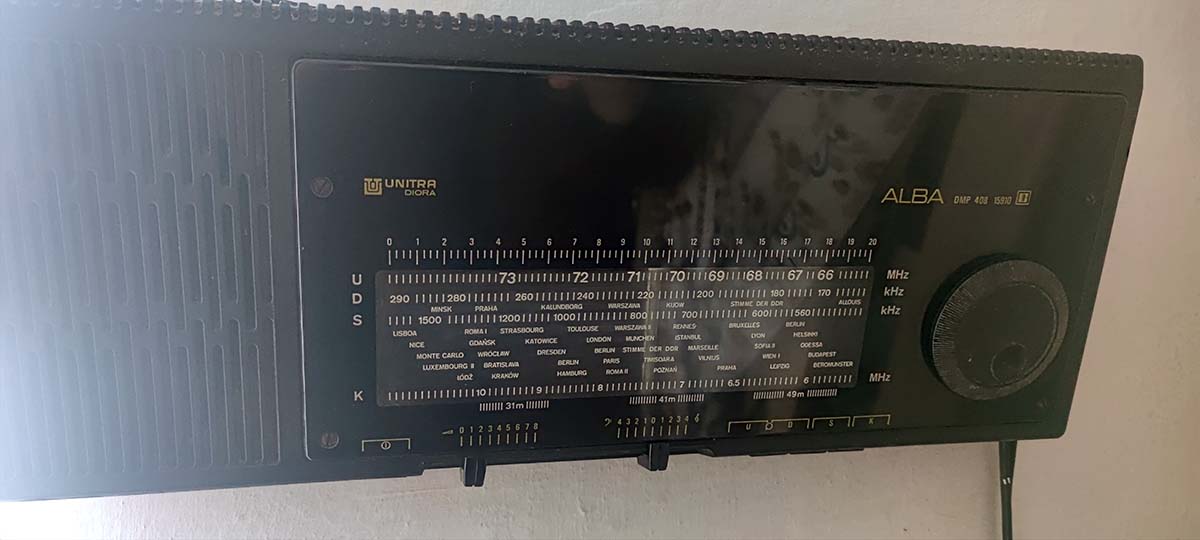 UNITRA
DIORA
ALBA DMP 408 15910
0 1 2 3 4 5 6 7 8 9 10 11 12 13 14 15 16 17 18 19 20
U 73 72 71 70 69 68 67 66 MHz
D 290 280 260 240 220 200 180 170 kHz
MINSK PRAHA KALUNDBORG WARSZAWA KIJOW STIMME DER DDR ALLOUIS
S 1500 1200 1000 800 700 600 560 kHz
LISBOA ROMA I STRASBOURG TOULOUSE WARSZAWA II RENNES BRUXELLES BERLIN
NICE GDAŃSK KATOWICE LONDON MUNCHEN ISTANBUL LYON HELSINKI
MONTE CARLO WROCŁAW DRESDEN BERLIN STIMME DER DDR MARSEILLE SOFIA II ODESSA
LUXEMBOURG II BRATISLAVA BERLIN PARIS TIMISOARA VILNIUS WIEN I BUDAPEST
ŁÓDŹ KRAKÓW HAMBURG ROMA II POZNAŃ PRAHA LEIPZIG BEROMUNSTER
K 10 9 8 7 6.5 6 MHz
31m 41m 49m
0 1 2 3 4 5 6 7 8 4 3 2 1 0 1 2 3 4 U D S K